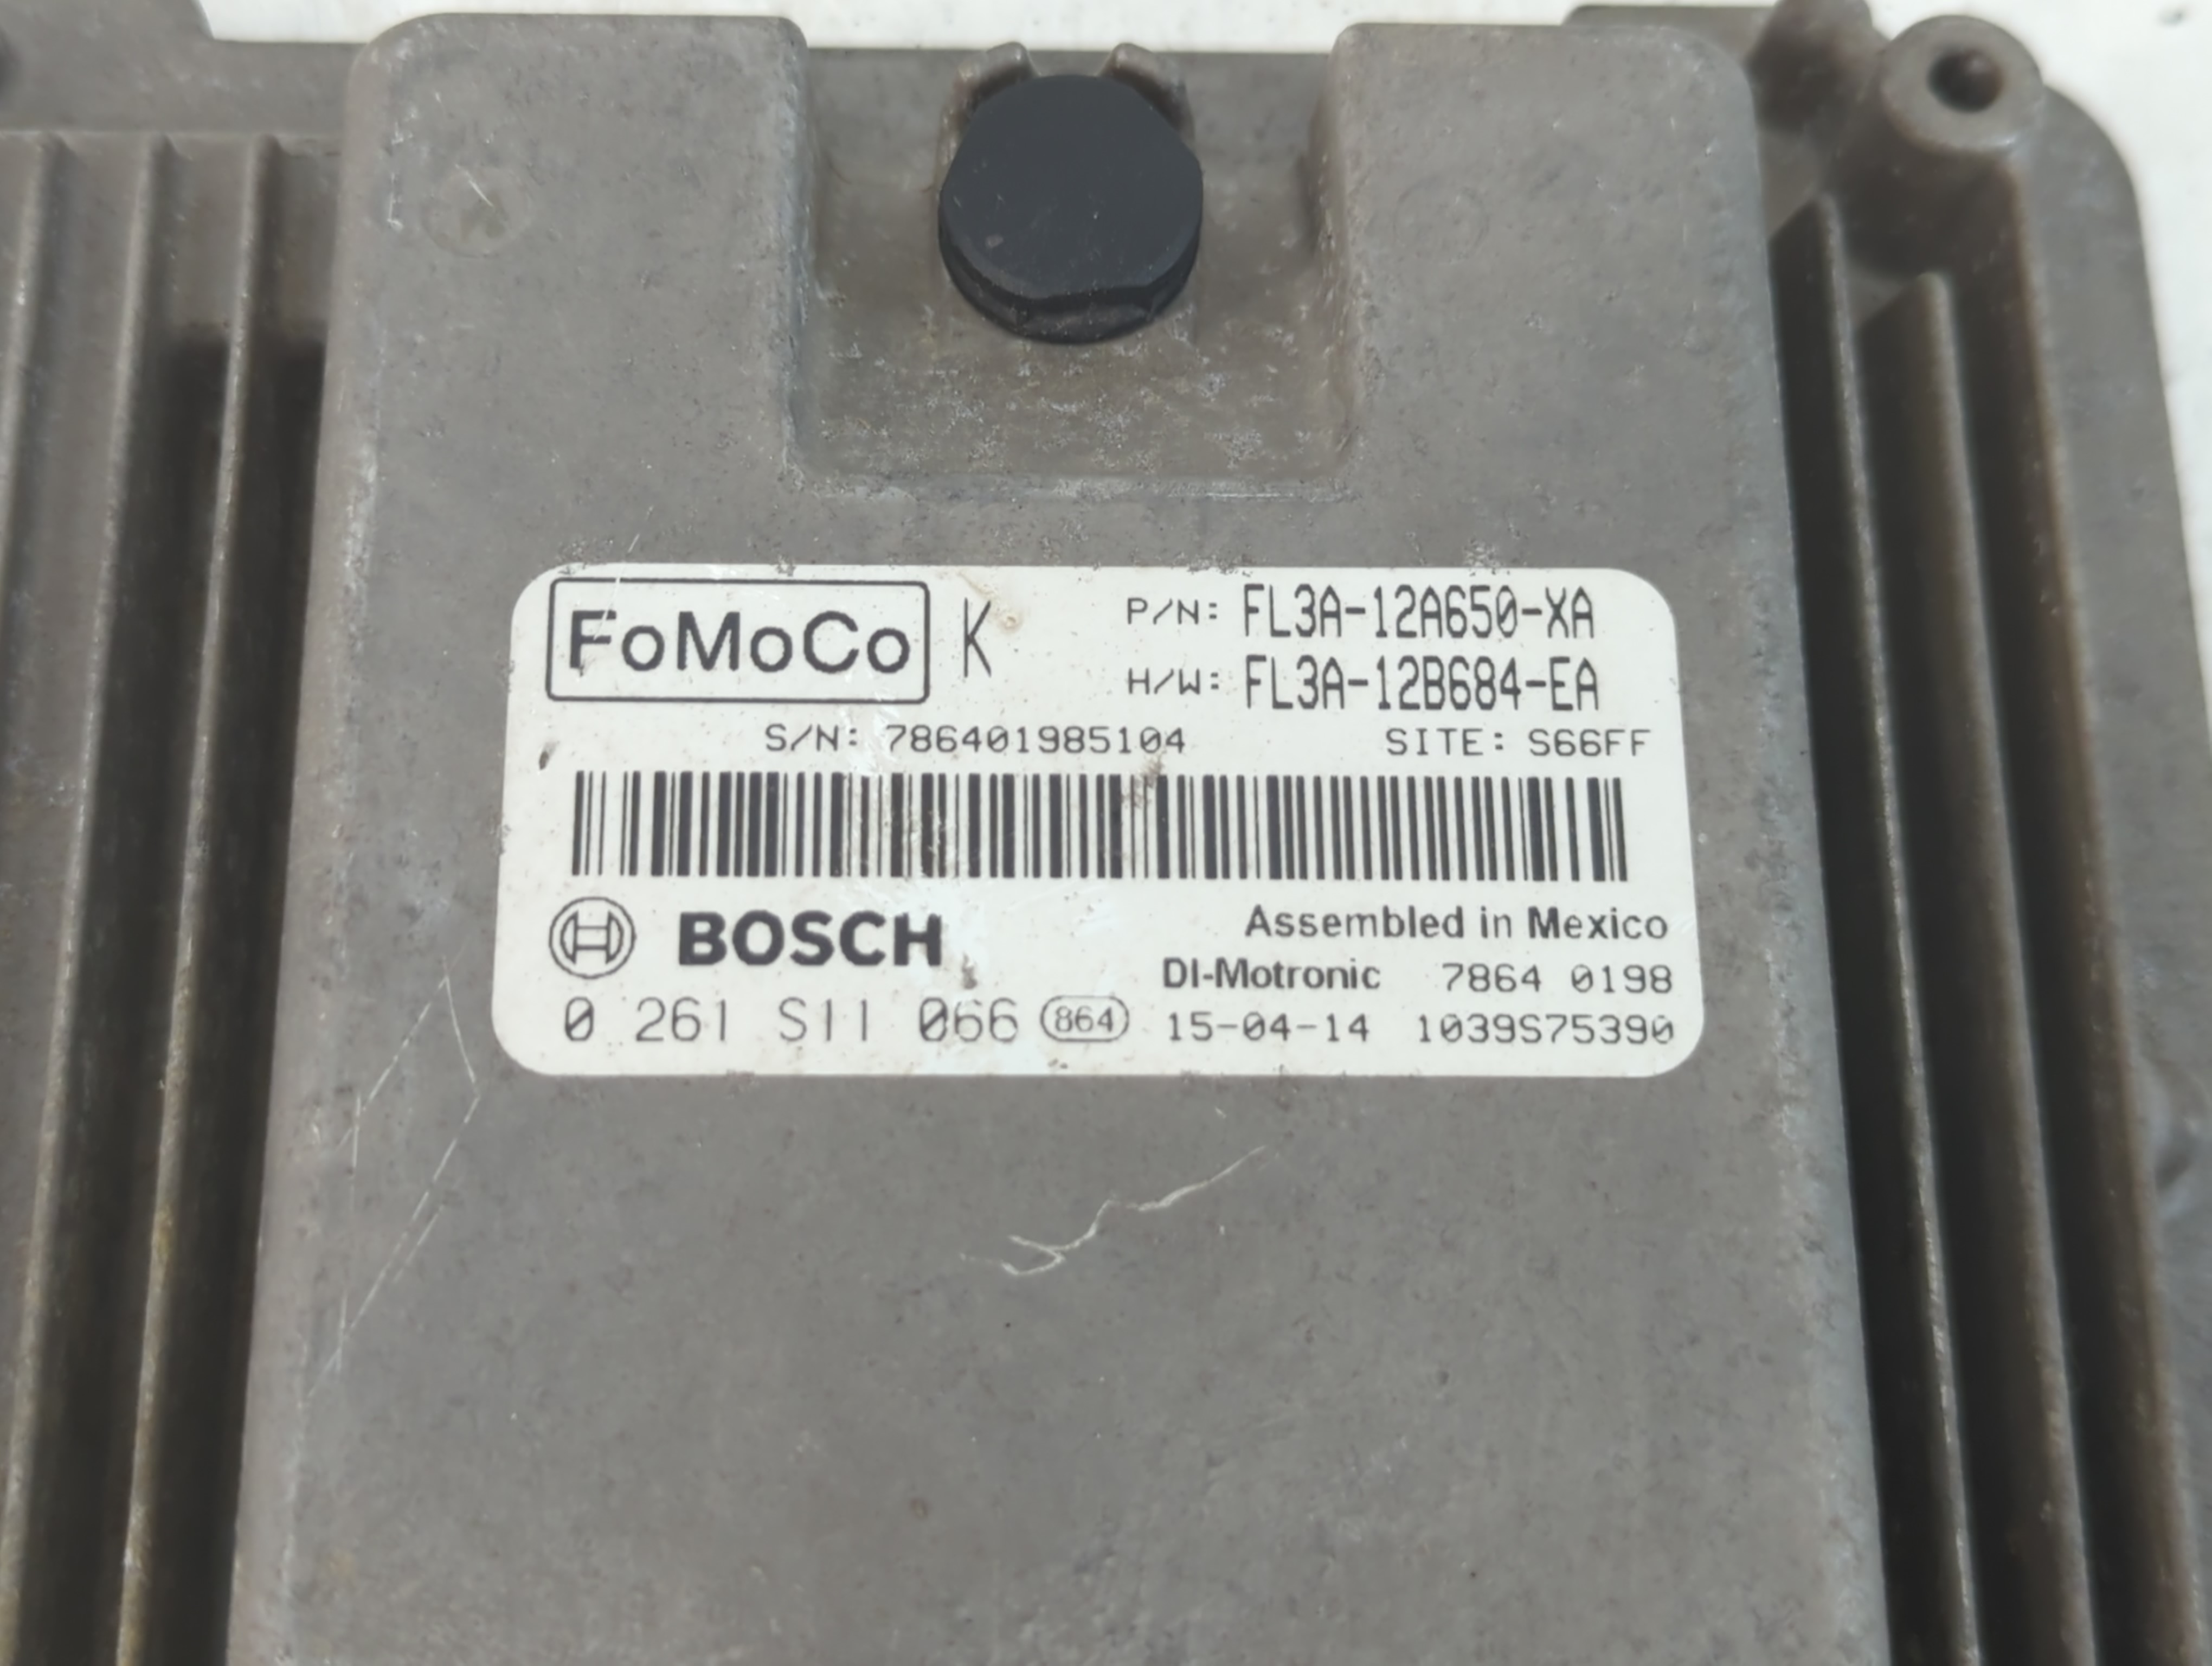 FoMoCo K P/N: FL3A-12A650-XA
H/W: FL3A-12B684-EA
S/N: 786401985104 SITE: S66FF
BOSCH Assembled in Mexico
DI-Motronic 7864 0198
0 261 S11 066 864 15-04-14 1039S75390